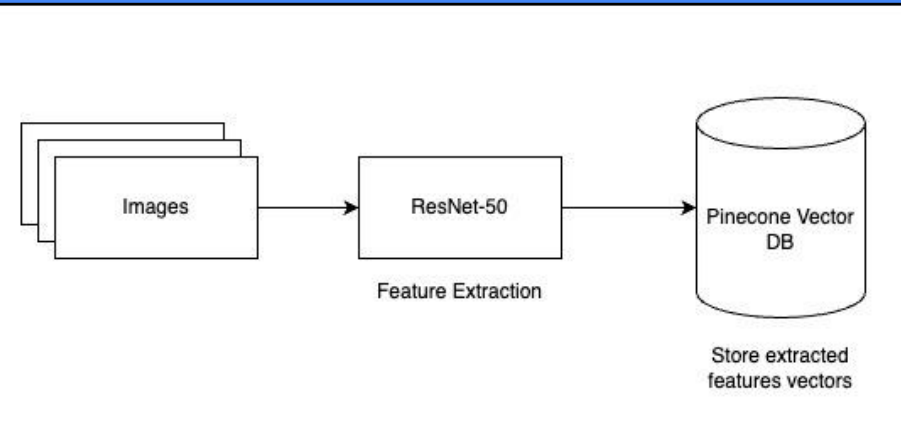 Images
ResNet-50
Pinecone Vector
DB
Feature Extraction
Store extracted
features vectors